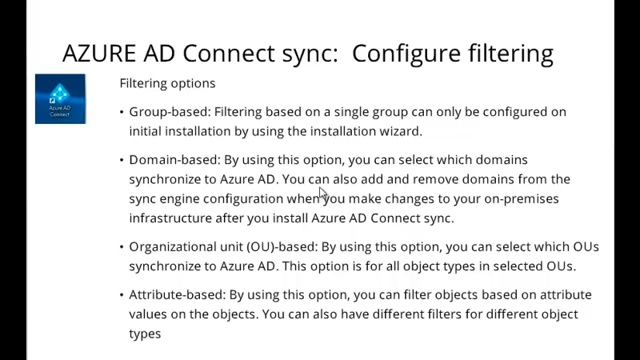 AZURE AD Connect sync: Configure filtering
Azure AD
Connect
Filtering options
• Group-based: Filtering based on a single group can only be configured on
initial installation by using the installation wizard.
• Domain-based: By using this option, you can select which domains
synchronize to Azure AD. You can also add and remove domains from the
sync engine configuration when you make changes to your on-premises
infrastructure after you install Azure AD Connect sync.
• Organizational unit (OU)-based: By using this option, you can select which OUs
synchronize to Azure AD. This option is for all object types in selected OUs.
• Attribute-based: By using this option, you can filter objects based on attribute
values on the objects. You can also have different filters for different object
types